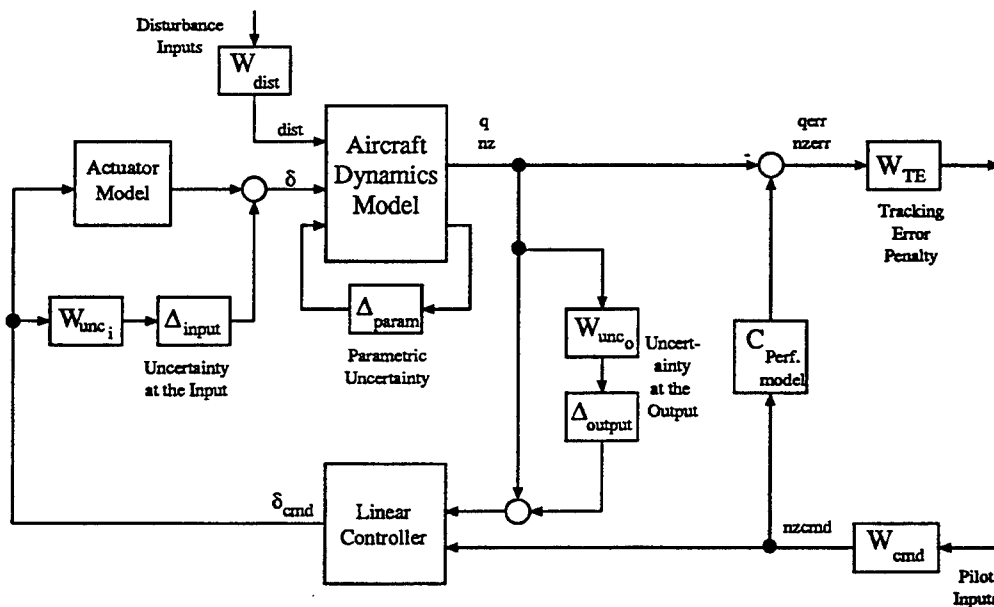 Disturbance
Inputs
W dist
dist
q
nz
qerr
nzerr
-
Actuator
Model
δ
Aircraft
Dynamics
Model
W TE
Tracking
Error
Penalty
W unc i
Δ input
Uncertainty
at the Input
Δ param
Parametric
Uncertainty
W unc o
Uncert-
ainty
at the
Output
Δ output
C Perf.
model
δ cmd
Linear
Controller
nzcmd
W cmd
Pilot
Inputs